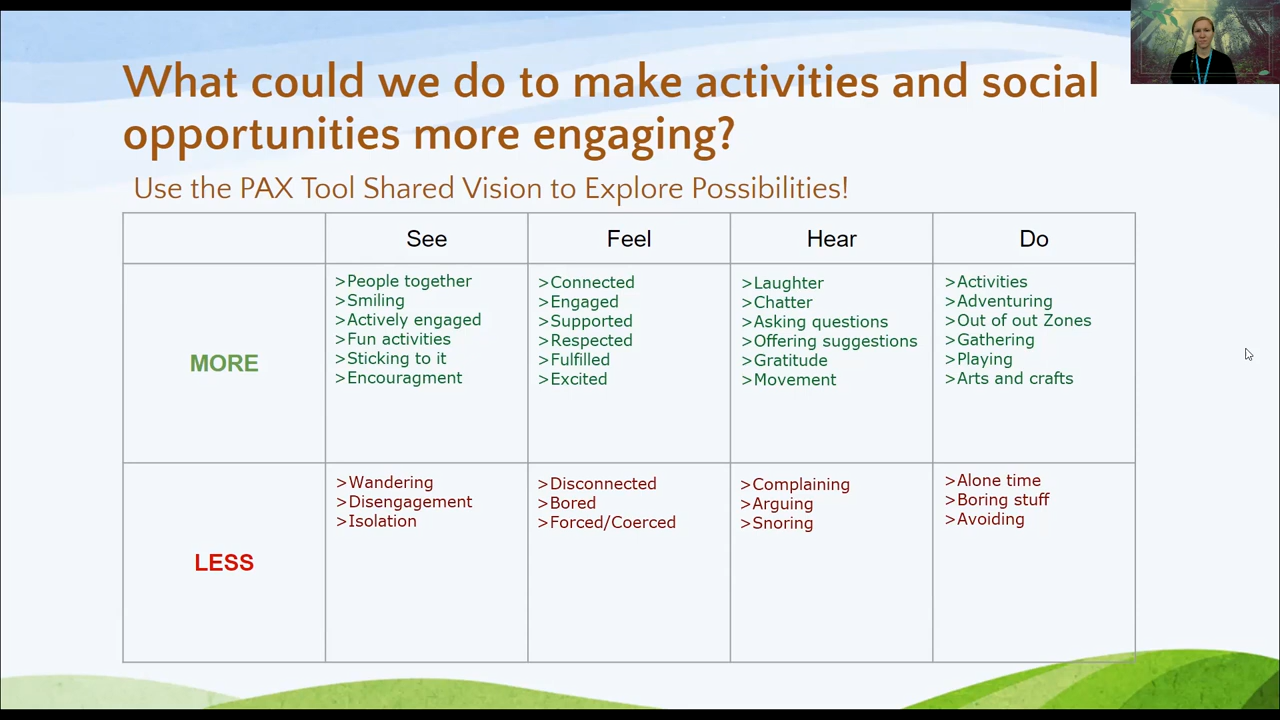 What could we do to make activities and social
opportunities more engaging?
Use the PAX Tool Shared Vision to Explore Possibilities!
See
Feel
Hear
Do
MORE
>People together
>Smiling
>Actively engaged
>Fun activities
>Sticking to it
>Encouragment
>Connected
>Engaged
>Supported
>Respected
>Fulfilled
>Excited
>Laughter
>Chatter
>Asking questions
>Offering suggestions
>Gratitude
>Movement
>Activities
>Adventuring
>Out of out Zones
>Gathering
>Playing
>Arts and crafts
LESS
>Wandering
>Disengagement
>Isolation
>Disconnected
>Bored
>Forced/Coerced
>Complaining
>Arguing
>Snoring
>Alone time
>Boring stuff
>Avoiding